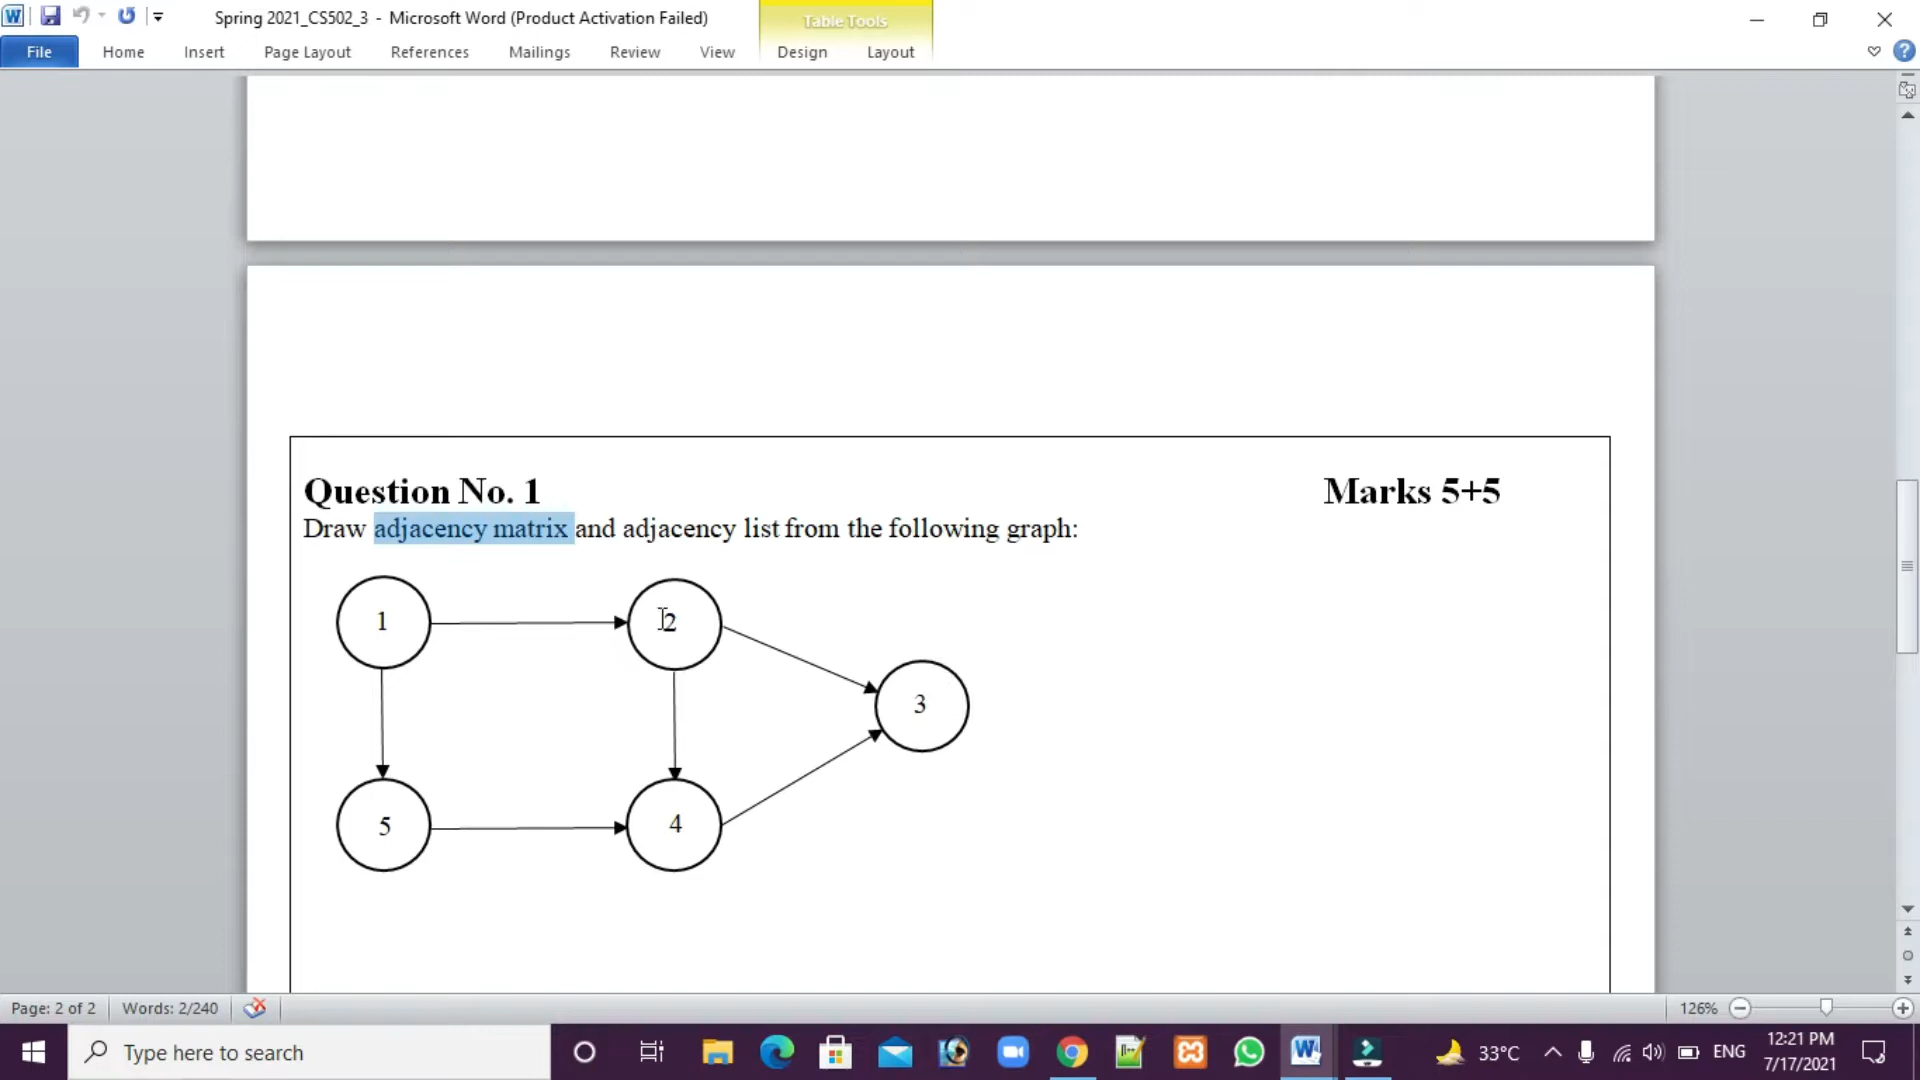 Spring 2021_CS502_3 - Microsoft Word (Product Activation Failed)
Table Tools
File Home Insert Page Layout References Mailings Review View Design Layout
Question No. 1 Marks 5+5
Draw adjacency matrix and adjacency list from the following graph:
1
2
3
5
4
Page: 2 of 2 Words: 2/240 126%
Type here to search
33°C ENG 12:21 PM
7/17/2021